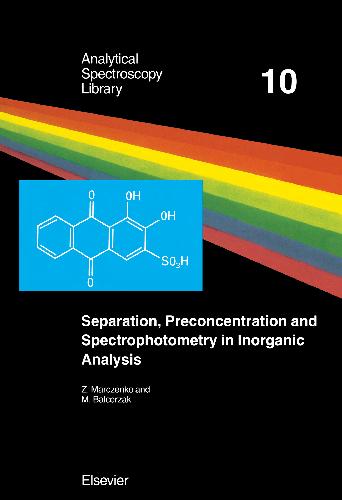 Analytical
Spectroscopy
Library
10
O
OH
OH
SO3H
O
Separation, Preconcentration and
Spectrophotometry in Inorganic
Analysis
Z. Marczenko and
M. Balcerzak
Elsevier